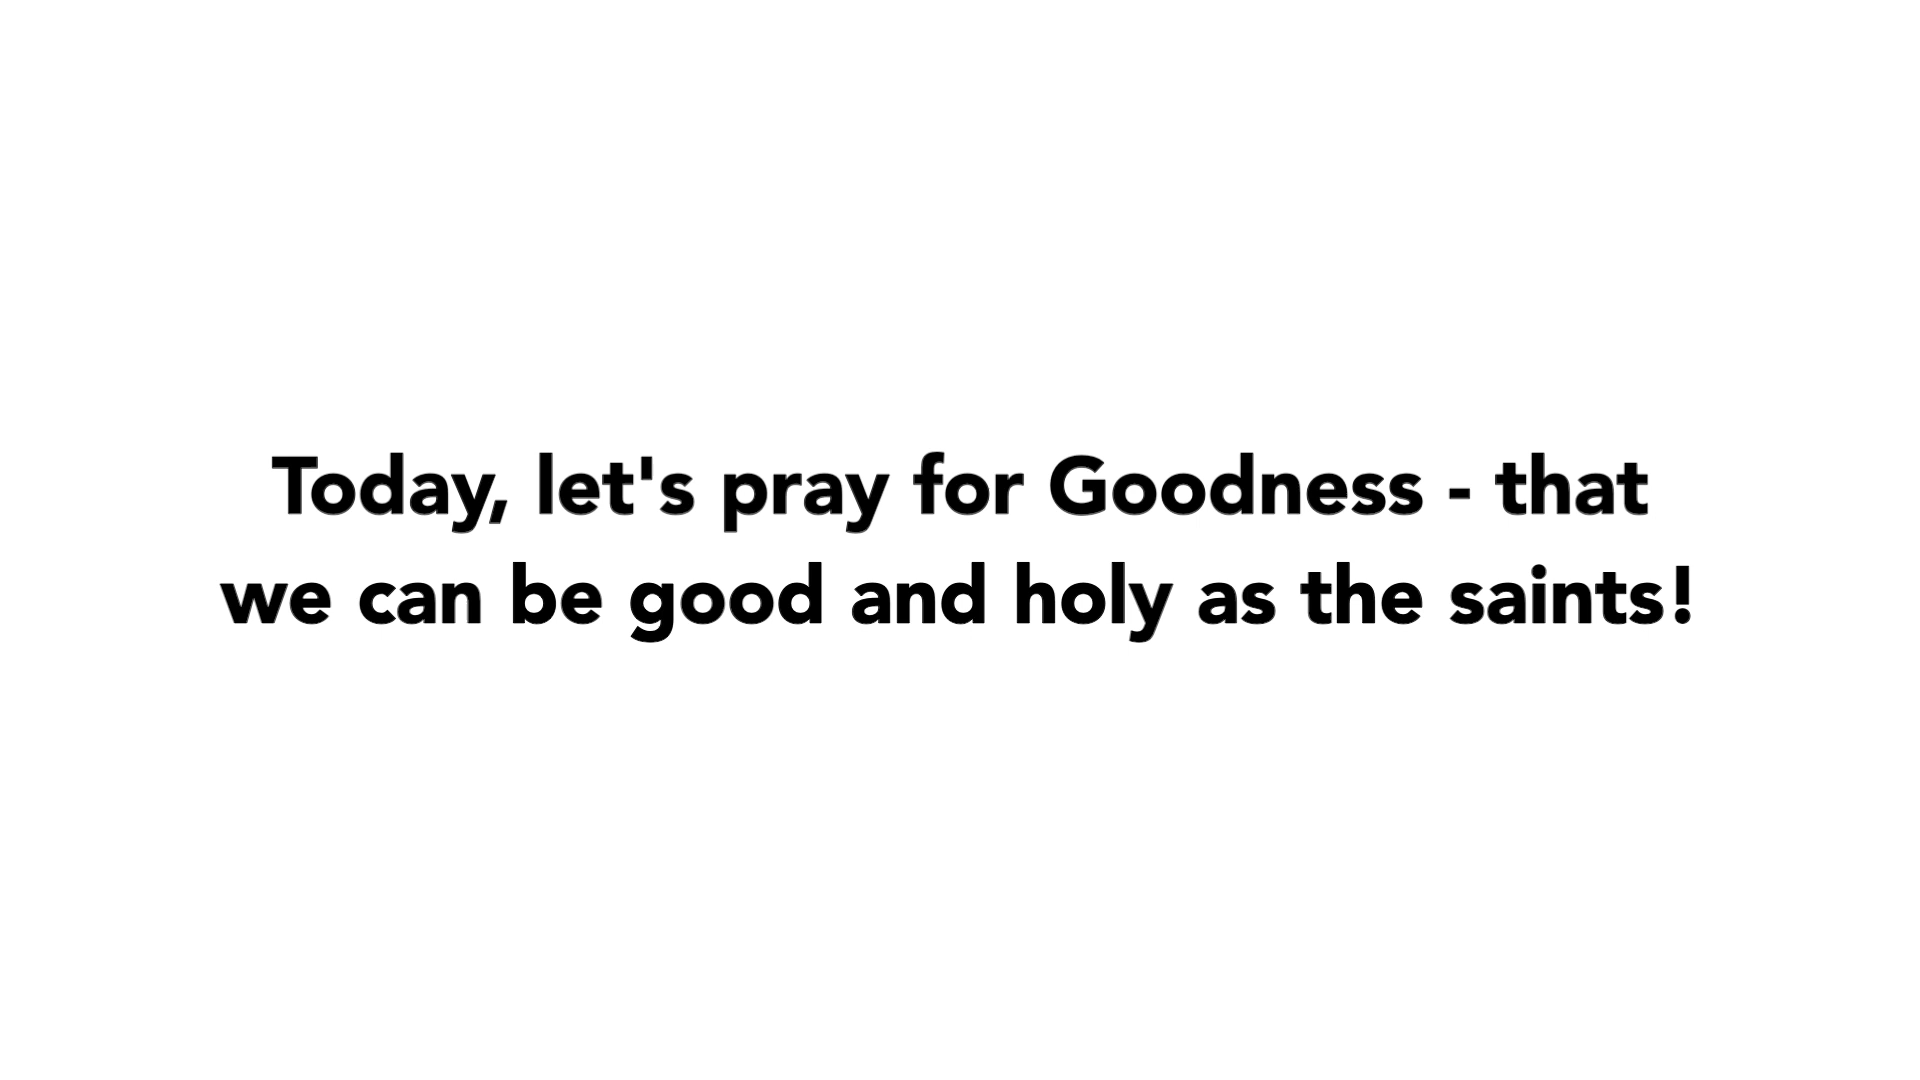 Today, let's pray for Goodness - that
we can be good and holy as the saints!